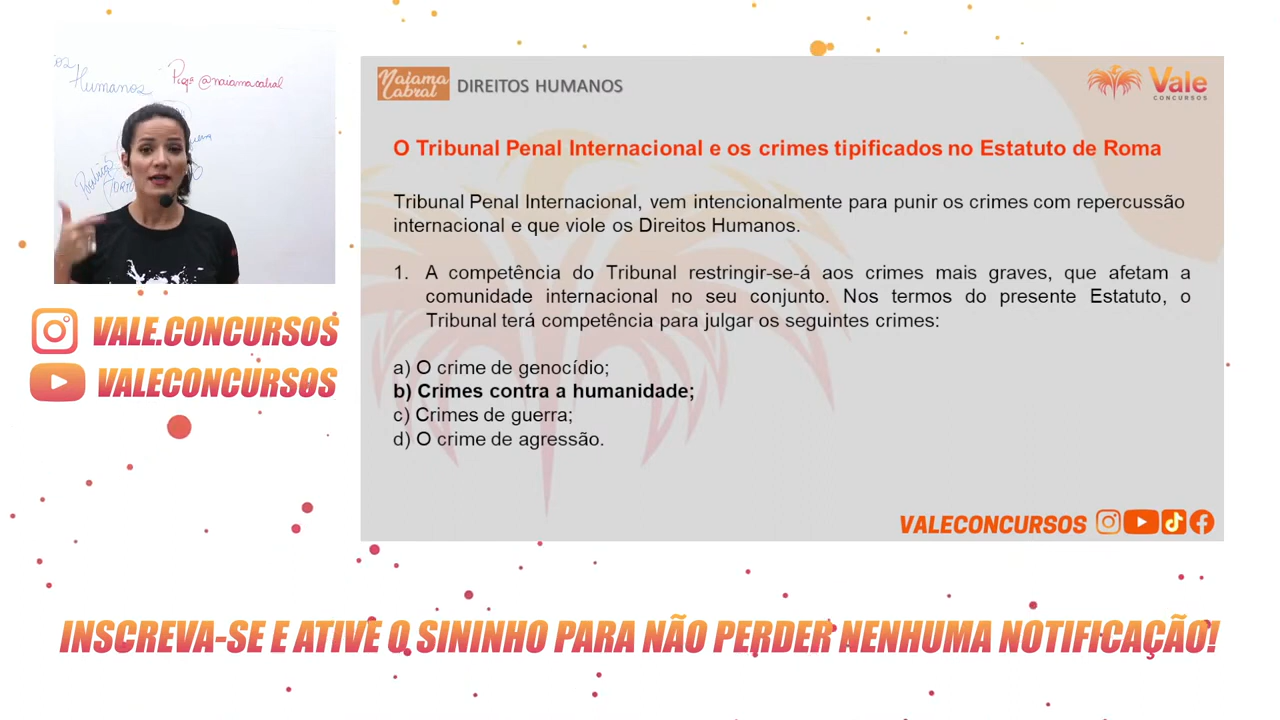 Humanos
Profª @naiamacabral
Naiama
Cabral
DIREITOS HUMANOS
Vale
CONCURSOS
O Tribunal Penal Internacional e os crimes tipificados no Estatuto de Roma
Tribunal Penal Internacional, vem intencionalmente para punir os crimes com repercussão
internacional e que viole os Direitos Humanos.
1. A competência do Tribunal restringir-se-á aos crimes mais graves, que afetam a
comunidade internacional no seu conjunto. Nos termos do presente Estatuto, o
Tribunal terá competência para julgar os seguintes crimes:
a) O crime de genocídio;
b) Crimes contra a humanidade;
c) Crimes de guerra;
d) O crime de agressão.
VALE.CONCURSOS
VALECONCURSOS
VALECONCURSOS
INSCREVA-SE E ATIVE O SININHO PARA NÃO PERDER NENHUMA NOTIFICAÇÃO!